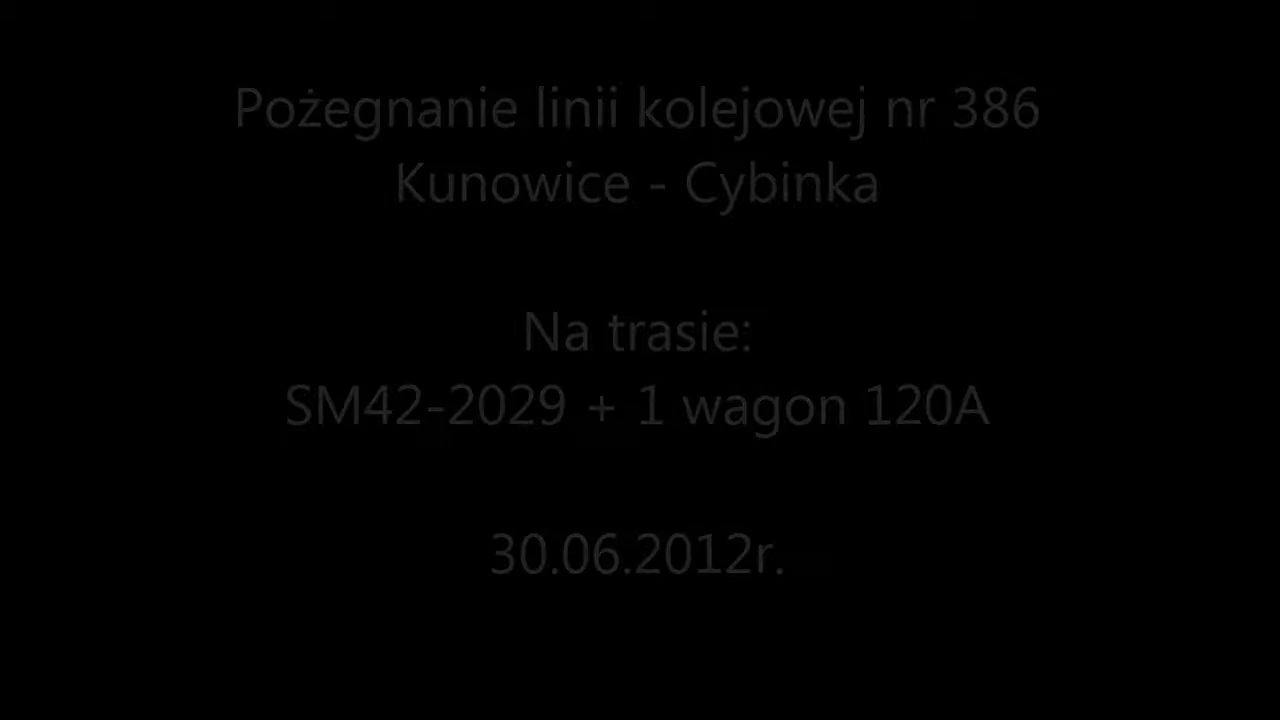 Pożegnanie linii kolejowej nr 386
Kunowice - Cybinka
Na trasie:
SM42-2029 + 1 wagon 120A
30.06.2012r.